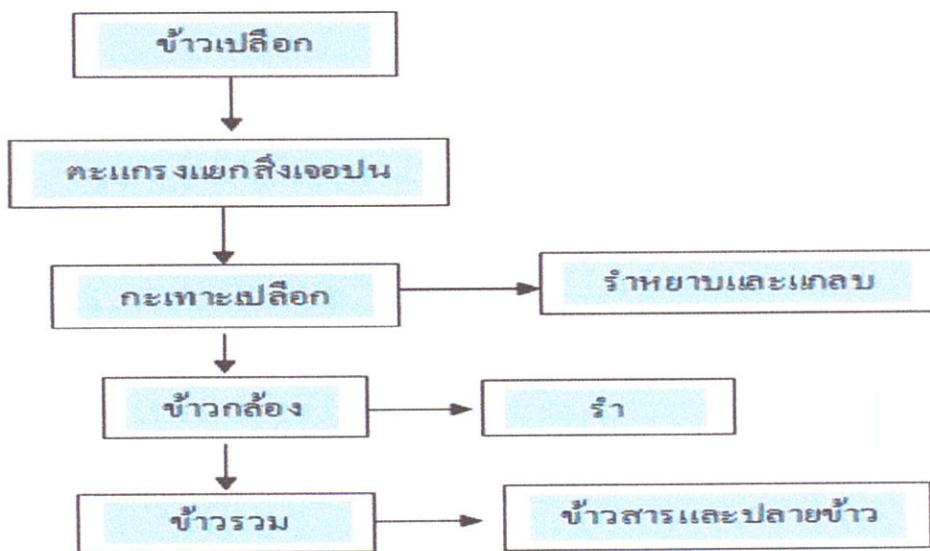 ข้าวเปลือก
ตะแกรงแยกสิ่งเจอปน
กะเทาะเปลือก
รำหยาบและแกลบ
ข้าวกล้อง
รำ
ข้าวรวม
ข้าวสารและปลายข้าว